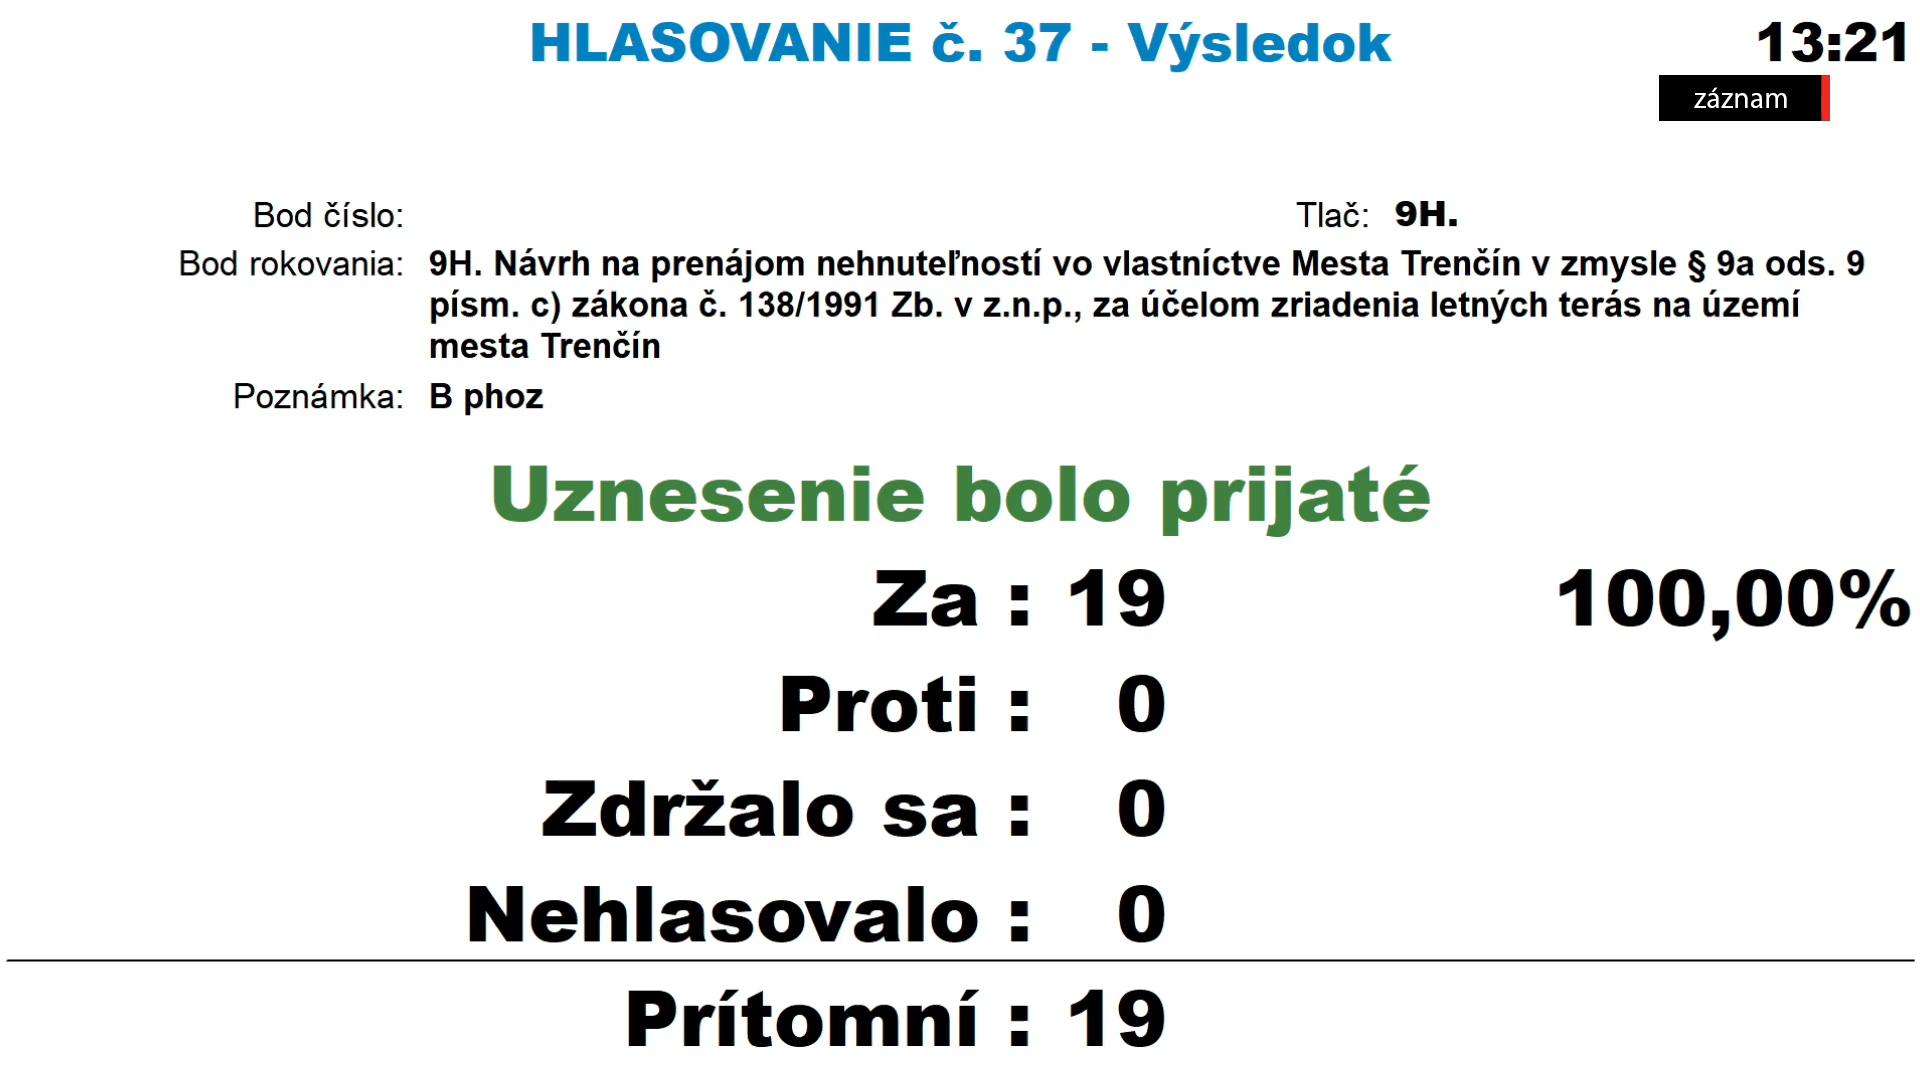 HLASOVANIE č. 37 - Výsledok
13:21
záznam
Bod číslo:
Tlač: 9H.
Bod rokovania: 9H. Návrh na prenájom nehnuteľností vo vlastníctve Mesta Trenčín v zmysle § 9a ods. 9
písm. c) zákona č. 138/1991 Zb. v z.n.p., za účelom zriadenia letných terás na území
mesta Trenčín
Poznámka: B phoz
Uznesenie bolo prijaté
Za : 19 100,00%
Proti : 0
Zdržalo sa : 0
Nehlasovalo : 0
Prítomní : 19